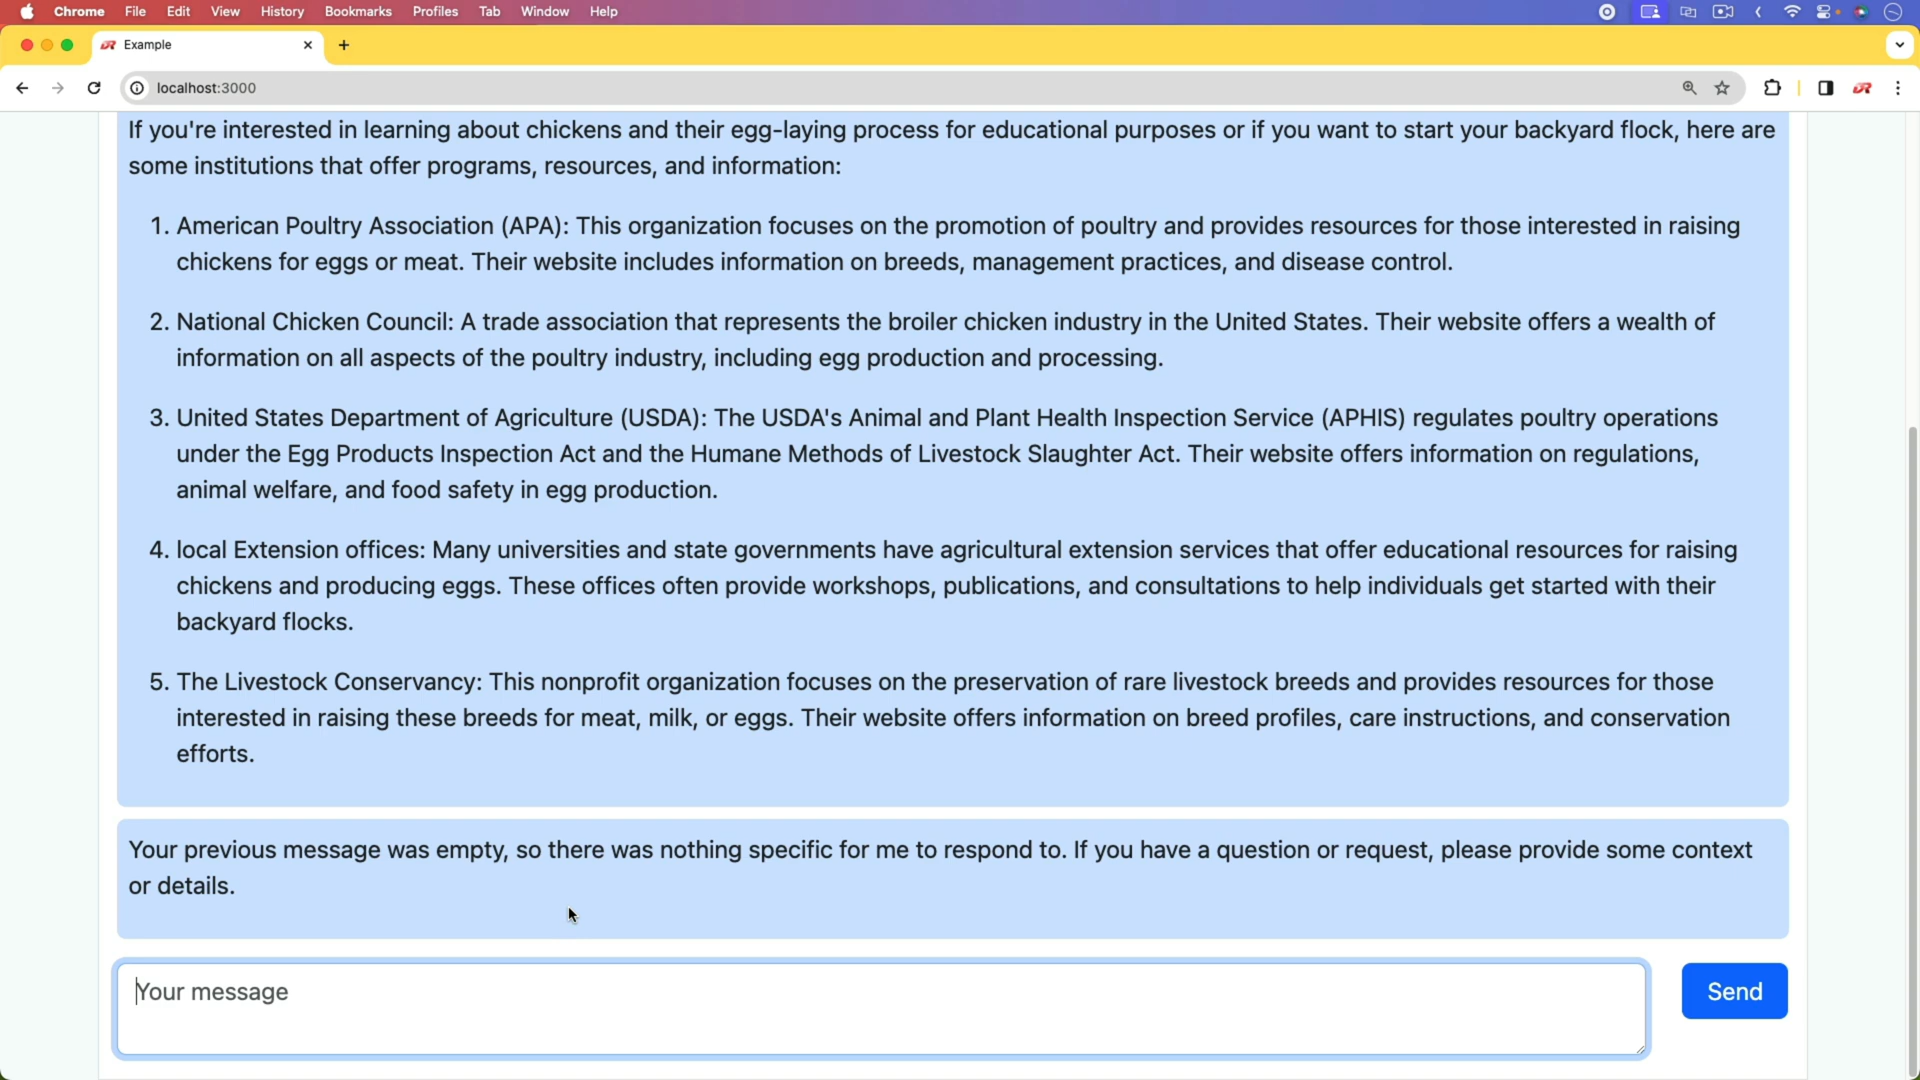 Chrome File Edit View History Bookmarks Profiles Tab Window Help
Example
localhost:3000
If you're interested in learning about chickens and their egg-laying process for educational purposes or if you want to start your backyard flock, here are
some institutions that offer programs, resources, and information:
1. American Poultry Association (APA): This organization focuses on the promotion of poultry and provides resources for those interested in raising
chickens for eggs or meat. Their website includes information on breeds, management practices, and disease control.
2. National Chicken Council: A trade association that represents the broiler chicken industry in the United States. Their website offers a wealth of
information on all aspects of the poultry industry, including egg production and processing.
3. United States Department of Agriculture (USDA): The USDA's Animal and Plant Health Inspection Service (APHIS) regulates poultry operations
under the Egg Products Inspection Act and the Humane Methods of Livestock Slaughter Act. Their website offers information on regulations,
animal welfare, and food safety in egg production.
4. local Extension offices: Many universities and state governments have agricultural extension services that offer educational resources for raising
chickens and producing eggs. These offices often provide workshops, publications, and consultations to help individuals get started with their
backyard flocks.
5. The Livestock Conservancy: This nonprofit organization focuses on the preservation of rare livestock breeds and provides resources for those
interested in raising these breeds for meat, milk, or eggs. Their website offers information on breed profiles, care instructions, and conservation
efforts.
Your previous message was empty, so there was nothing specific for me to respond to. If you have a question or request, please provide some context
or details.
Your message
Send